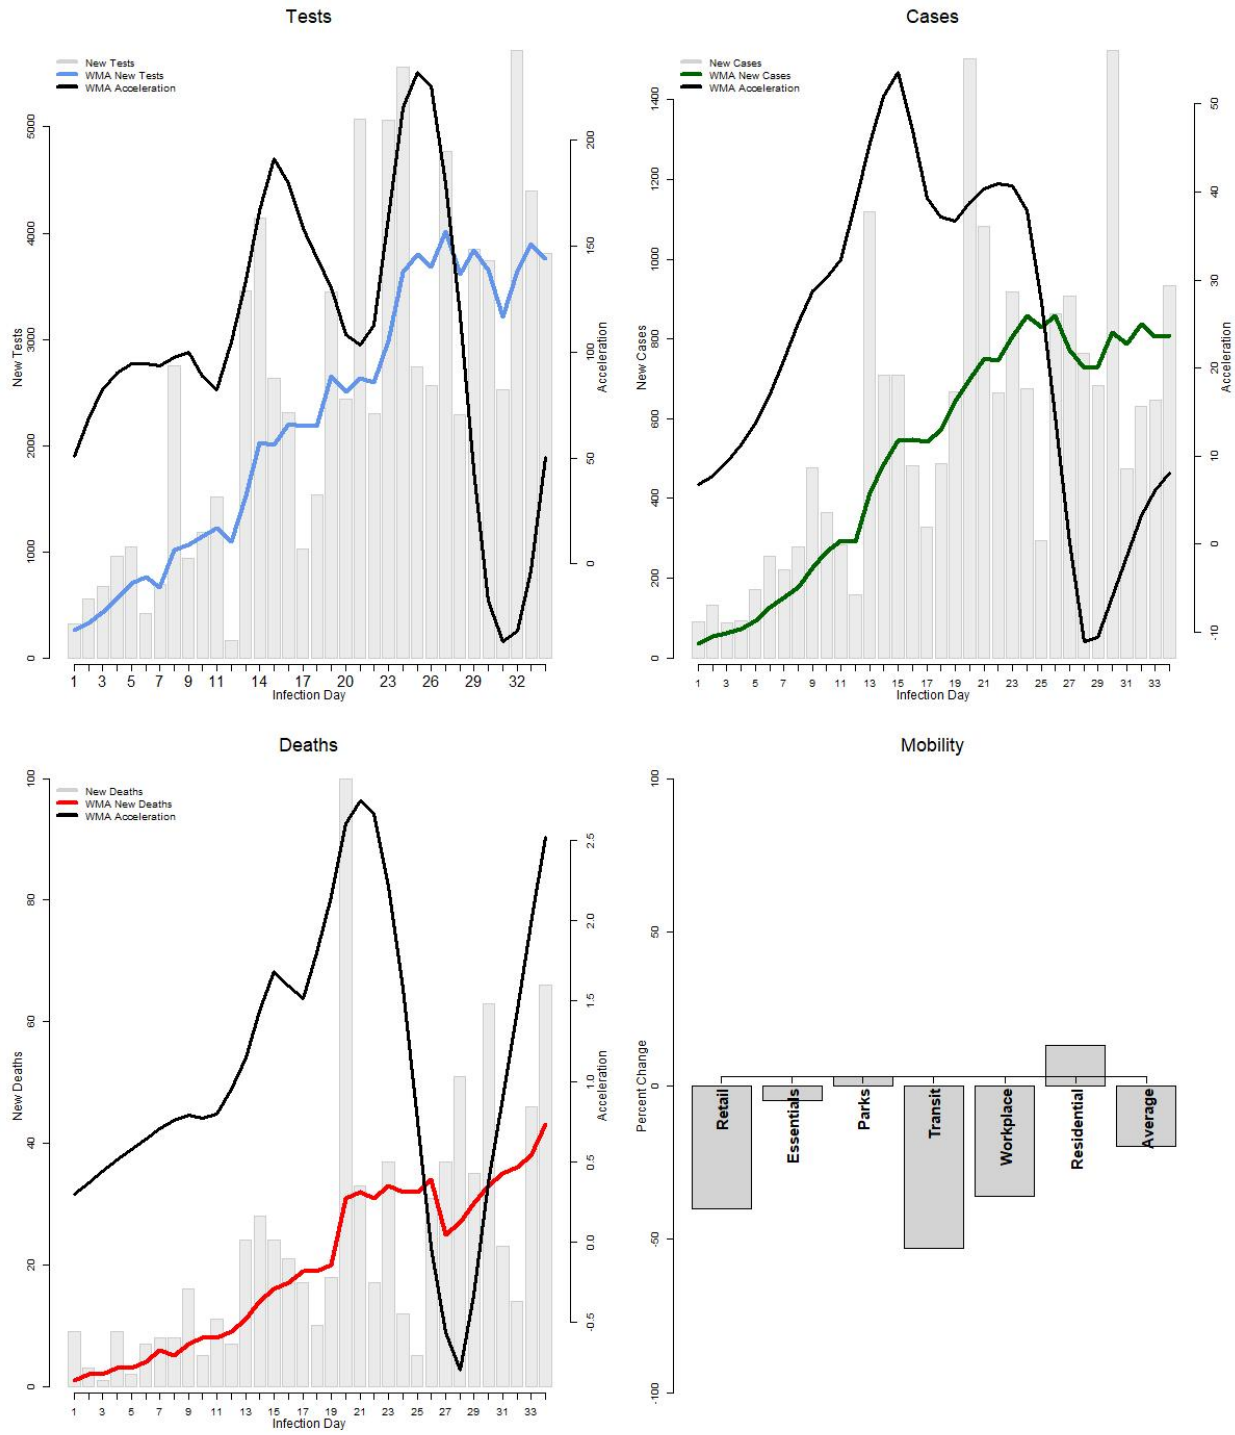 Tests
New Tests
WMA New Tests
WMA Acceleration
New Tests
0
1000
2000
3000
4000
5000
Acceleration
0
50
100
150
200
1 3 5 7 9 11 14 17 20 23 26 29 32
Infection Day
Cases
New Cases
WMA New Cases
WMA Acceleration
New Cases
0
200
400
600
800
1000
1200
1400
Acceleration
-10
0
10
20
30
40
50
1 3 5 7 9 11 13 15 17 19 21 23 25 27 29 31 33
Infection Day
Deaths
New Deaths
WMA New Deaths
WMA Acceleration
New Deaths
0
20
40
60
80
100
Acceleration
-0.5
0.0
0.5
1.0
1.5
2.0
2.5
1 3 5 7 9 11 13 15 17 19 21 23 25 27 29 31 33
Infection Day
Mobility
Percent Change
-100
-50
0
50
100
Retail
Essentials
Parks
Transit
Workplace
Residential
Average